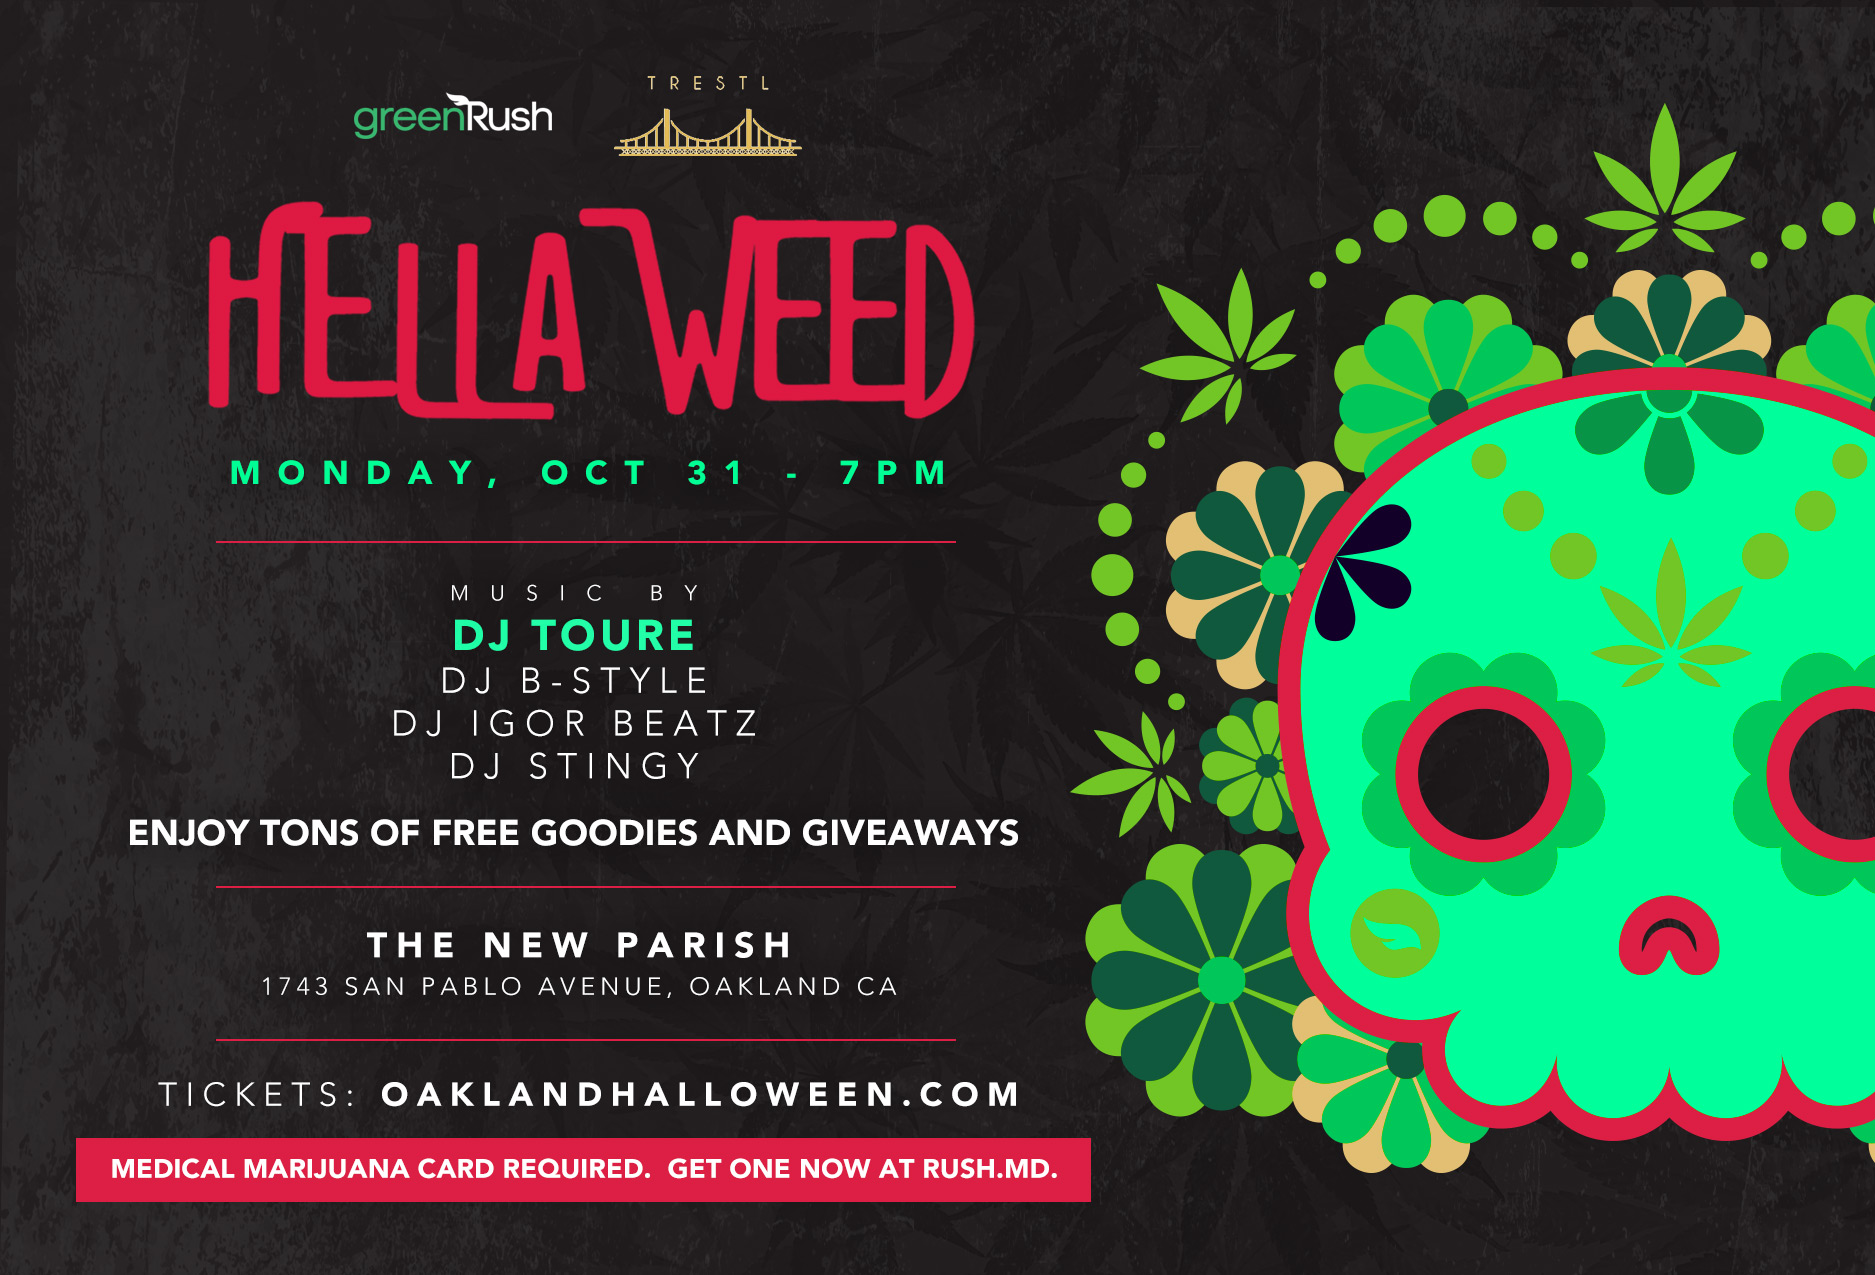 greenRush
TRESTL
HELLA WEED
MONDAY, OCT 31 - 7PM
MUSIC BY
DJ TOURE
DJ B-STYLE
DJ IGOR BEATZ
DJ STINGY
ENJOY TONS OF FREE GOODIES AND GIVEAWAYS
THE NEW PARISH
1743 SAN PABLO AVENUE, OAKLAND CA
TICKETS: OAKLANDHALLOWEEN.COM
MEDICAL MARIJUANA CARD REQUIRED. GET ONE NOW AT RUSH.MD.